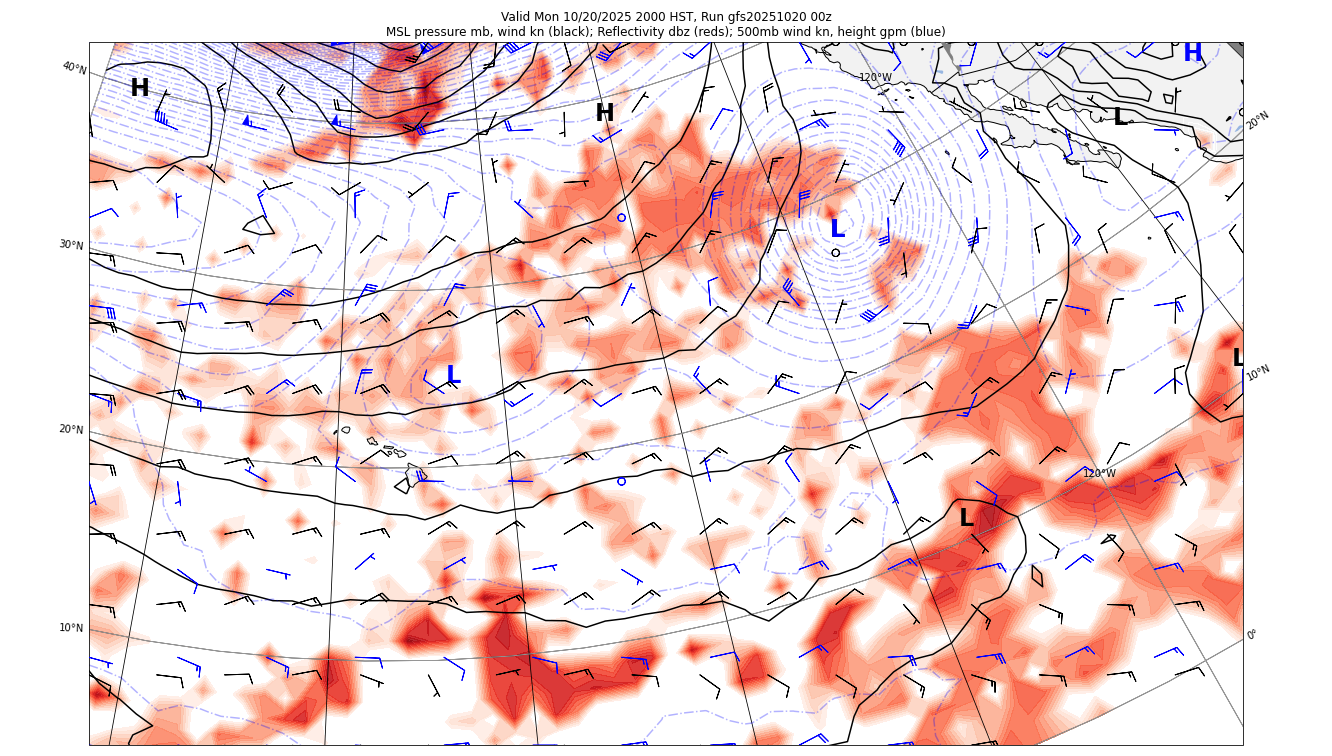 Valid Mon 10/20/2025 2000 HST, Run gfs20251020 00z
MSL pressure mb, wind kn (black); Reflectivity dbz (reds); 500mb wind kn, height gpm (blue)
H
40°N
120°W
H
H
L
20°N
L
30°N
L
L
10°N
20°N
120°W
L
10°N
0°